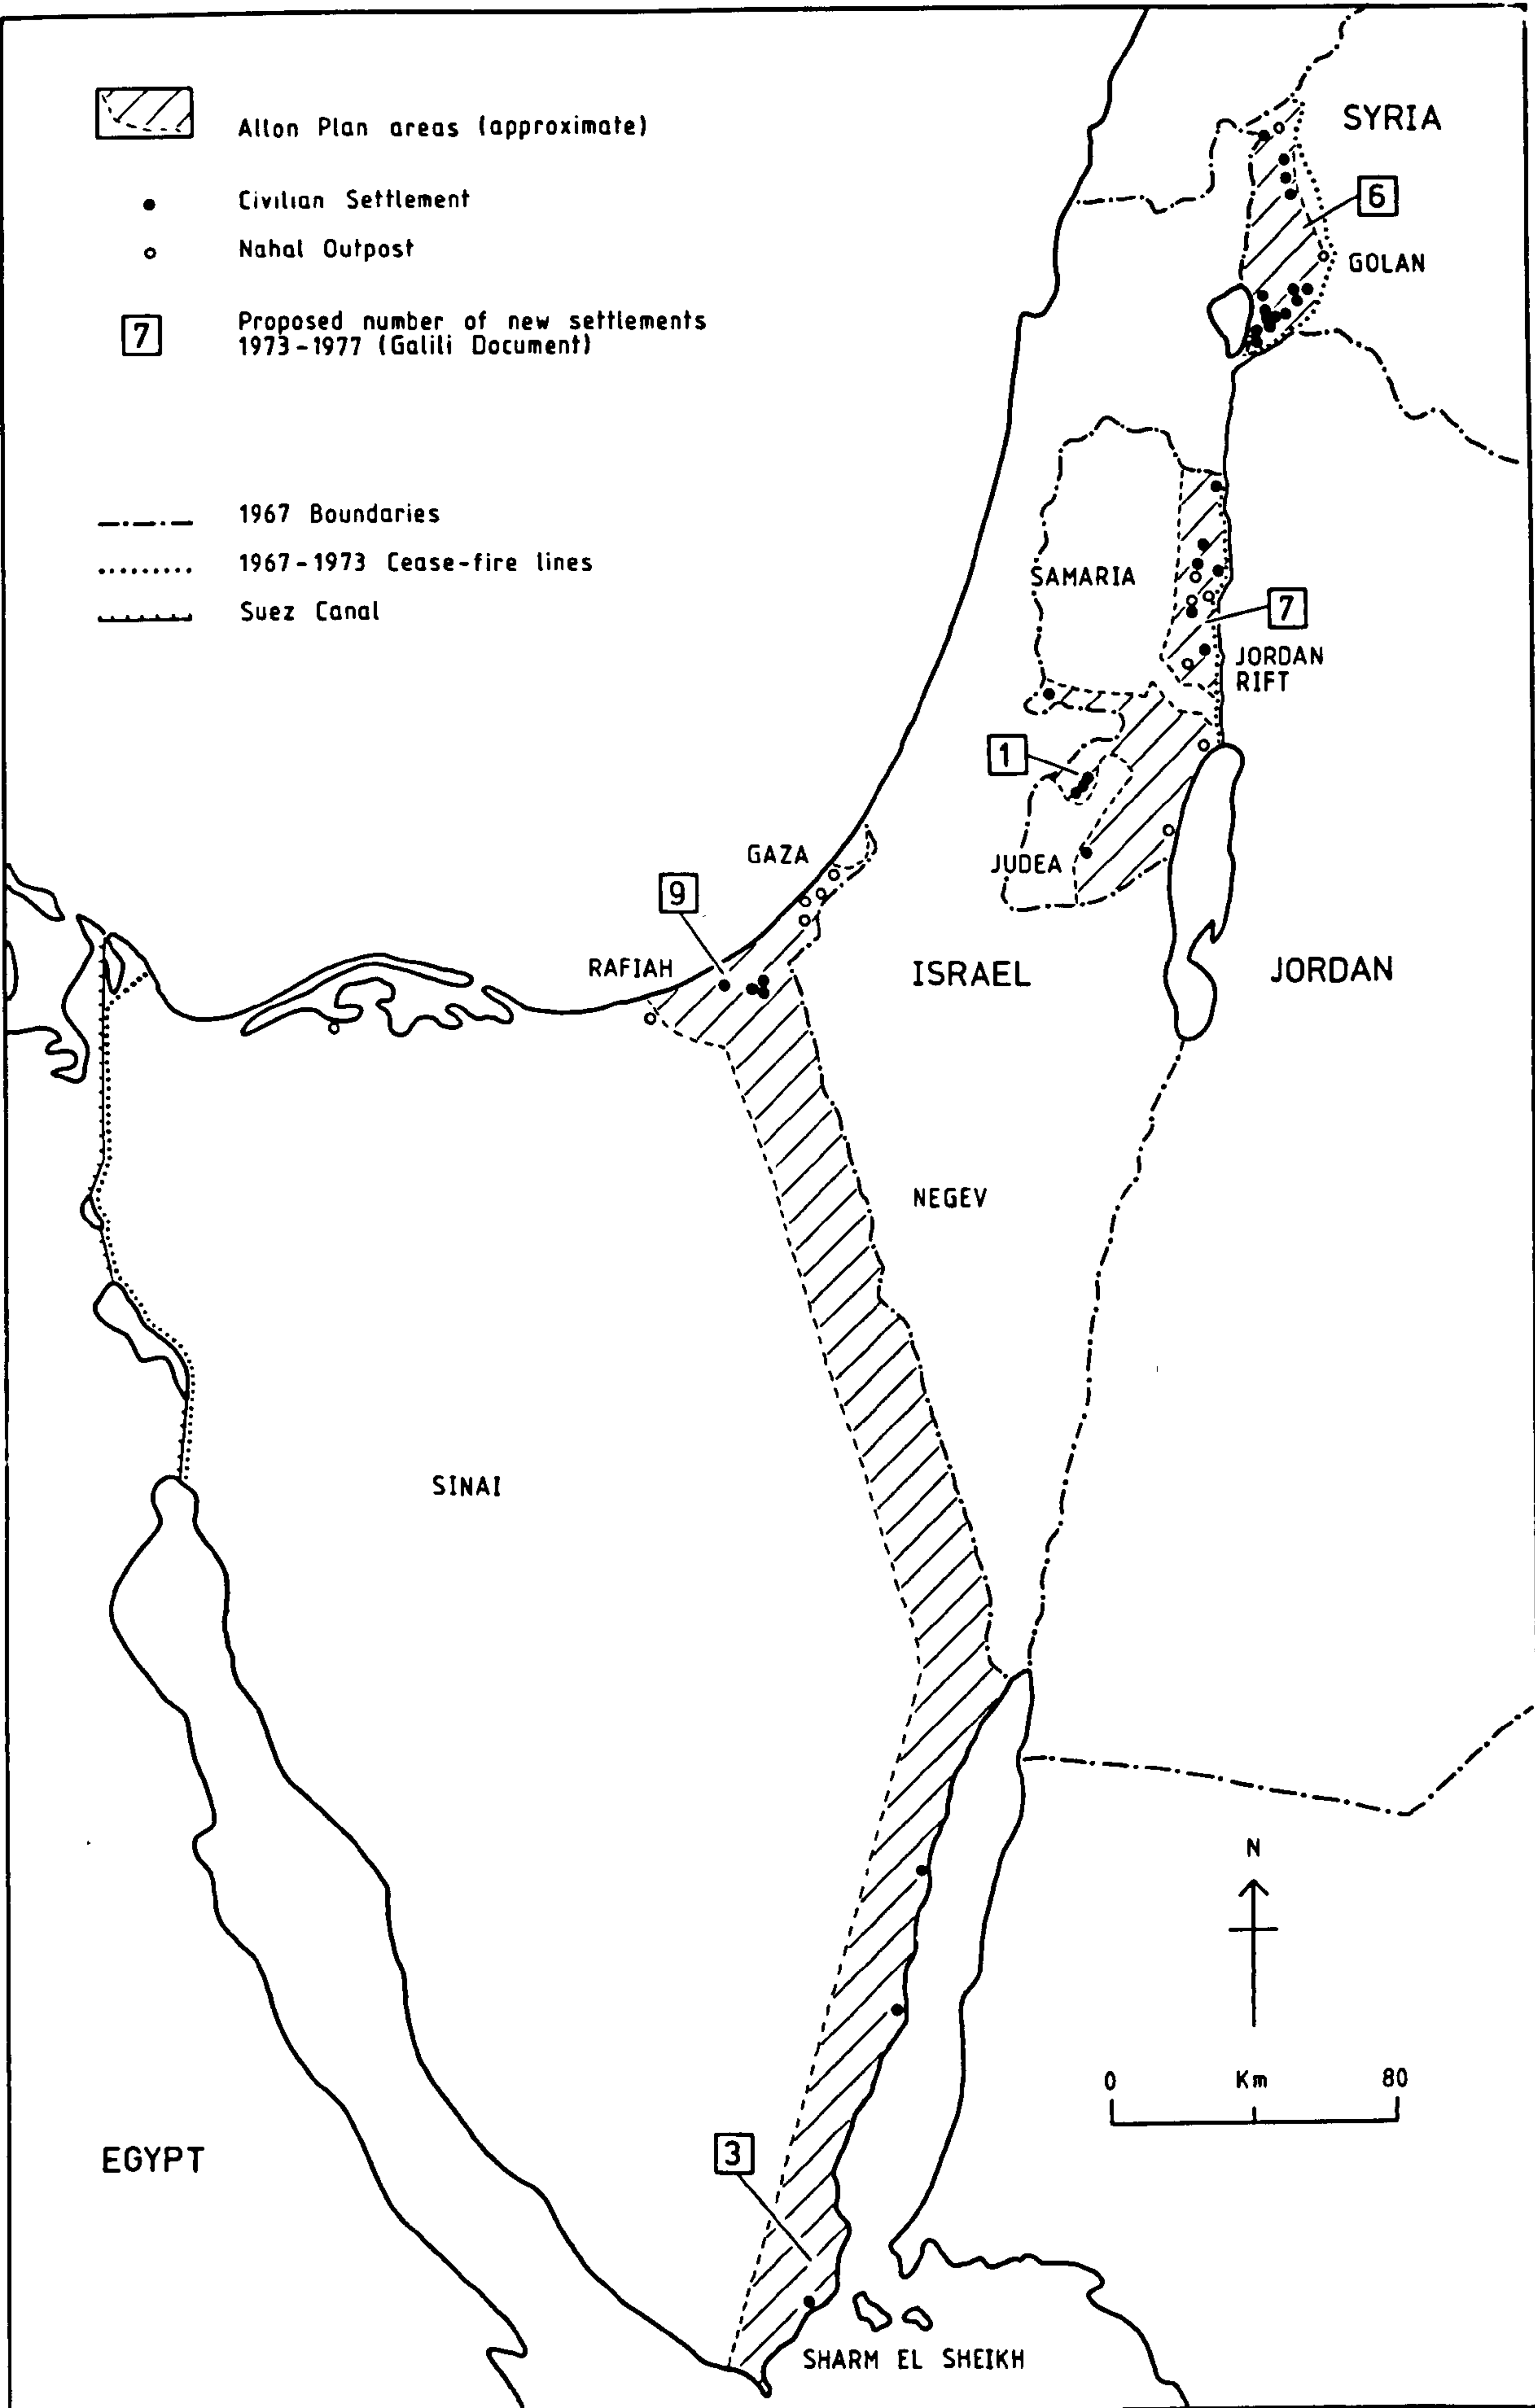 Allon Plan areas (approximate)
Civilian Settlement
Nahal Outpost
7
Proposed number of new settlements
1973-1977 (Galili Document)
1967 Boundaries
1967-1973 Cease-fire lines
Suez Canal
SYRIA
6
GOLAN
SAMARIA
7
JORDAN
RIFT
1
GAZA
JUDEA
9
RAFIAH
ISRAEL
JORDAN
NEGEV
SINAI
N
0 Km 80
EGYPT
3
SHARM EL SHEIKH